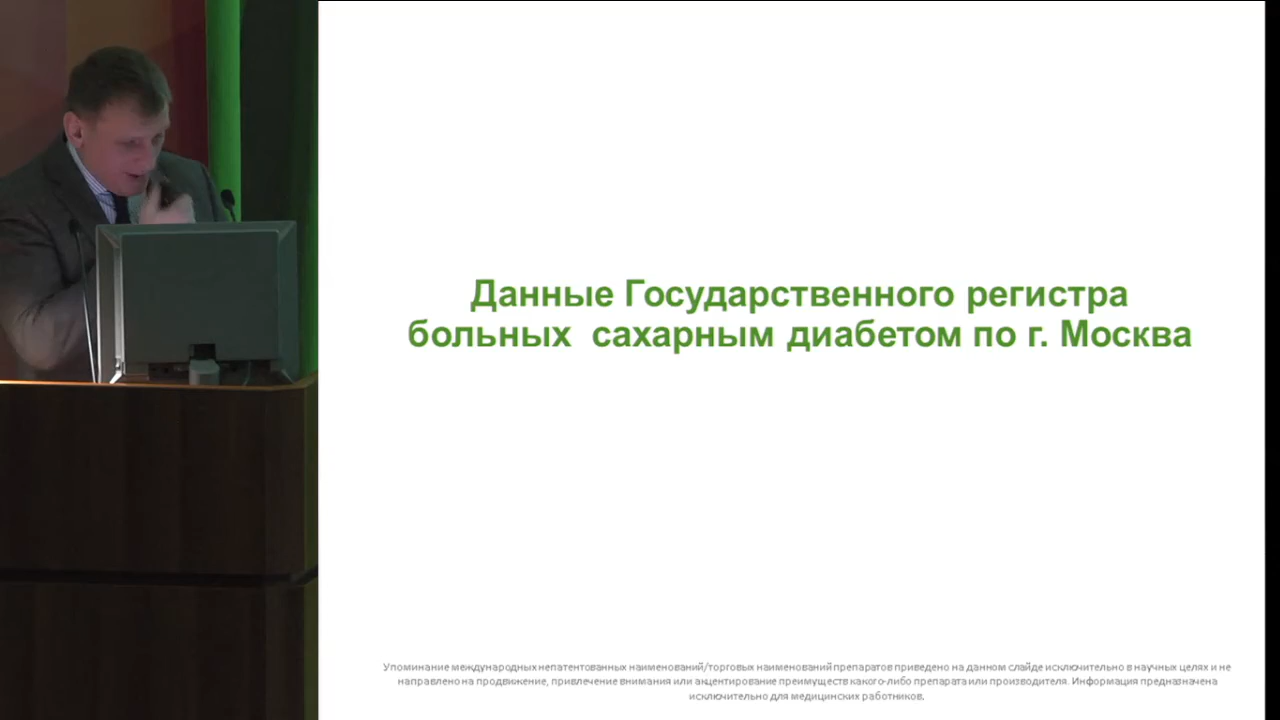 Данные Государственного регистра
больных сахарным диабетом по г. Москва
Упоминание международных непатентованных наименований/торговых наименований препаратов приведено на данном слайде исключительно в научных целях и не
направлено на продвижение, привлечение внимания или акцентирование преимуществ какого-либо препарата или производителя. Информация предназначена
исключительно для медицинских работников.